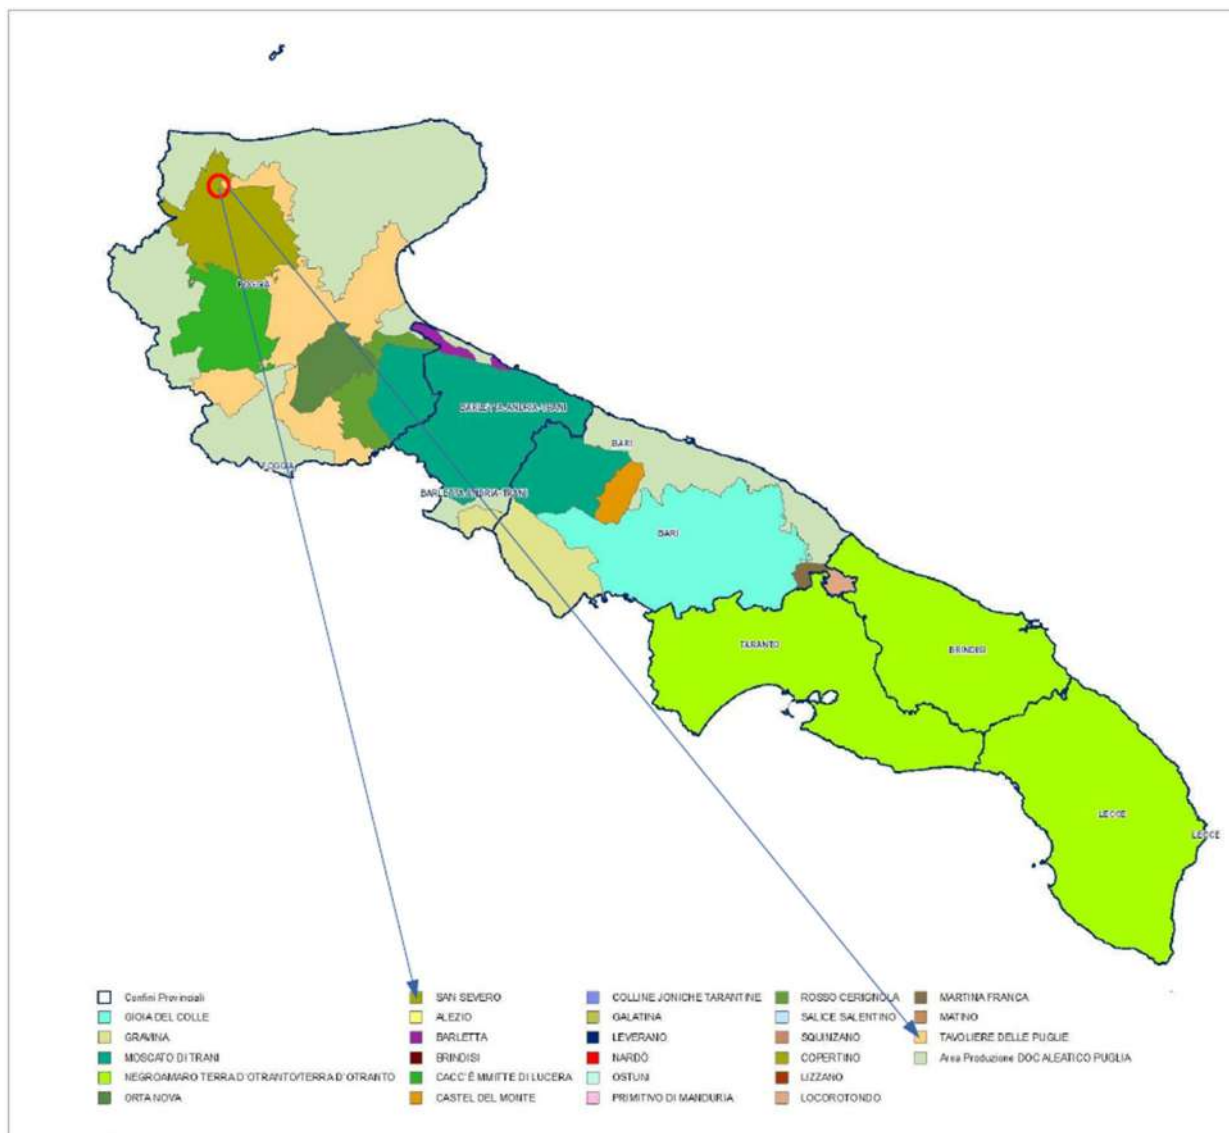 FOGGIA
BARLETTA-ANDRIA-TRANI
BARI
FOGGIA
BARLETTA-ANDRIA-TRANI
BARI
TARANTO
BRINDISI
LECCE
LECCE
Confini Provinciali
GIOIA DEL COLLE
GRAVINA
MOSCATO DI TRANI
NEGROAMARO TERRA D'OTRANTO/TERRA D'OTRANTO
ORTA NOVA
SAN SEVERO
ALEZIO
BARLETTA
BRINDISI
CACC'È MMITTE DI LUCERA
CASTEL DEL MONTE
COLLINE JONICHE TARANTINE
GALATINA
LEVERANO
NARDÒ
OSTUNI
PRIMITIVO DI MANDURIA
ROSSO CERIGNOLA
SALICE SALENTINO
SQUINZANO
COPERTINO
LIZZANO
LOCOROTONDO
MARTINA FRANCA
MATINO
TAVOLIERE DELLE PUGLIE
Area Produzione DOC ALEATICO PUGLIA